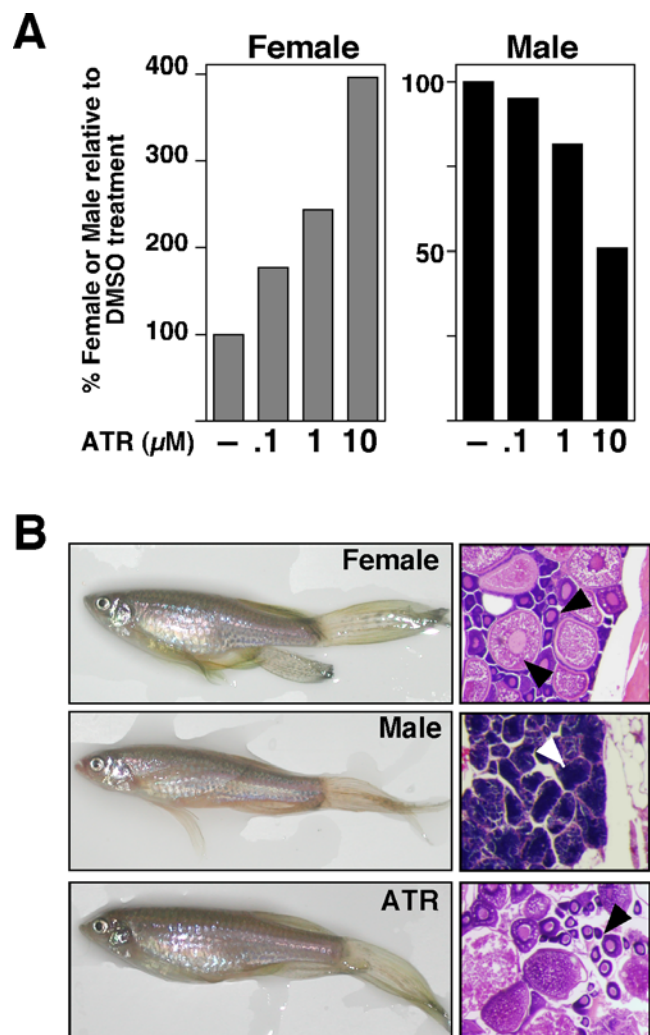 A
Female
Male
% Female or Male relative to
DMSO treatment
400
300
200
100
100
50
ATR (µM) – .1 1 10
– .1 1 10
B
Female
Male
ATR